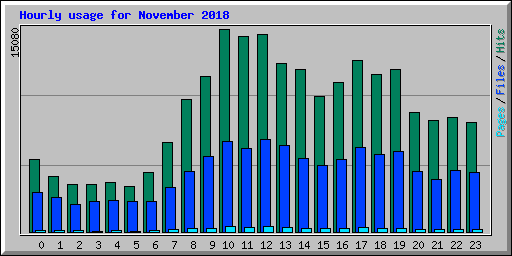 Hourly usage for November 2018
15080
Pages/Files/Hits
0 1 2 3 4 5 6 7 8 9 10 11 12 13 14 15 16 17 18 19 20 21 22 23